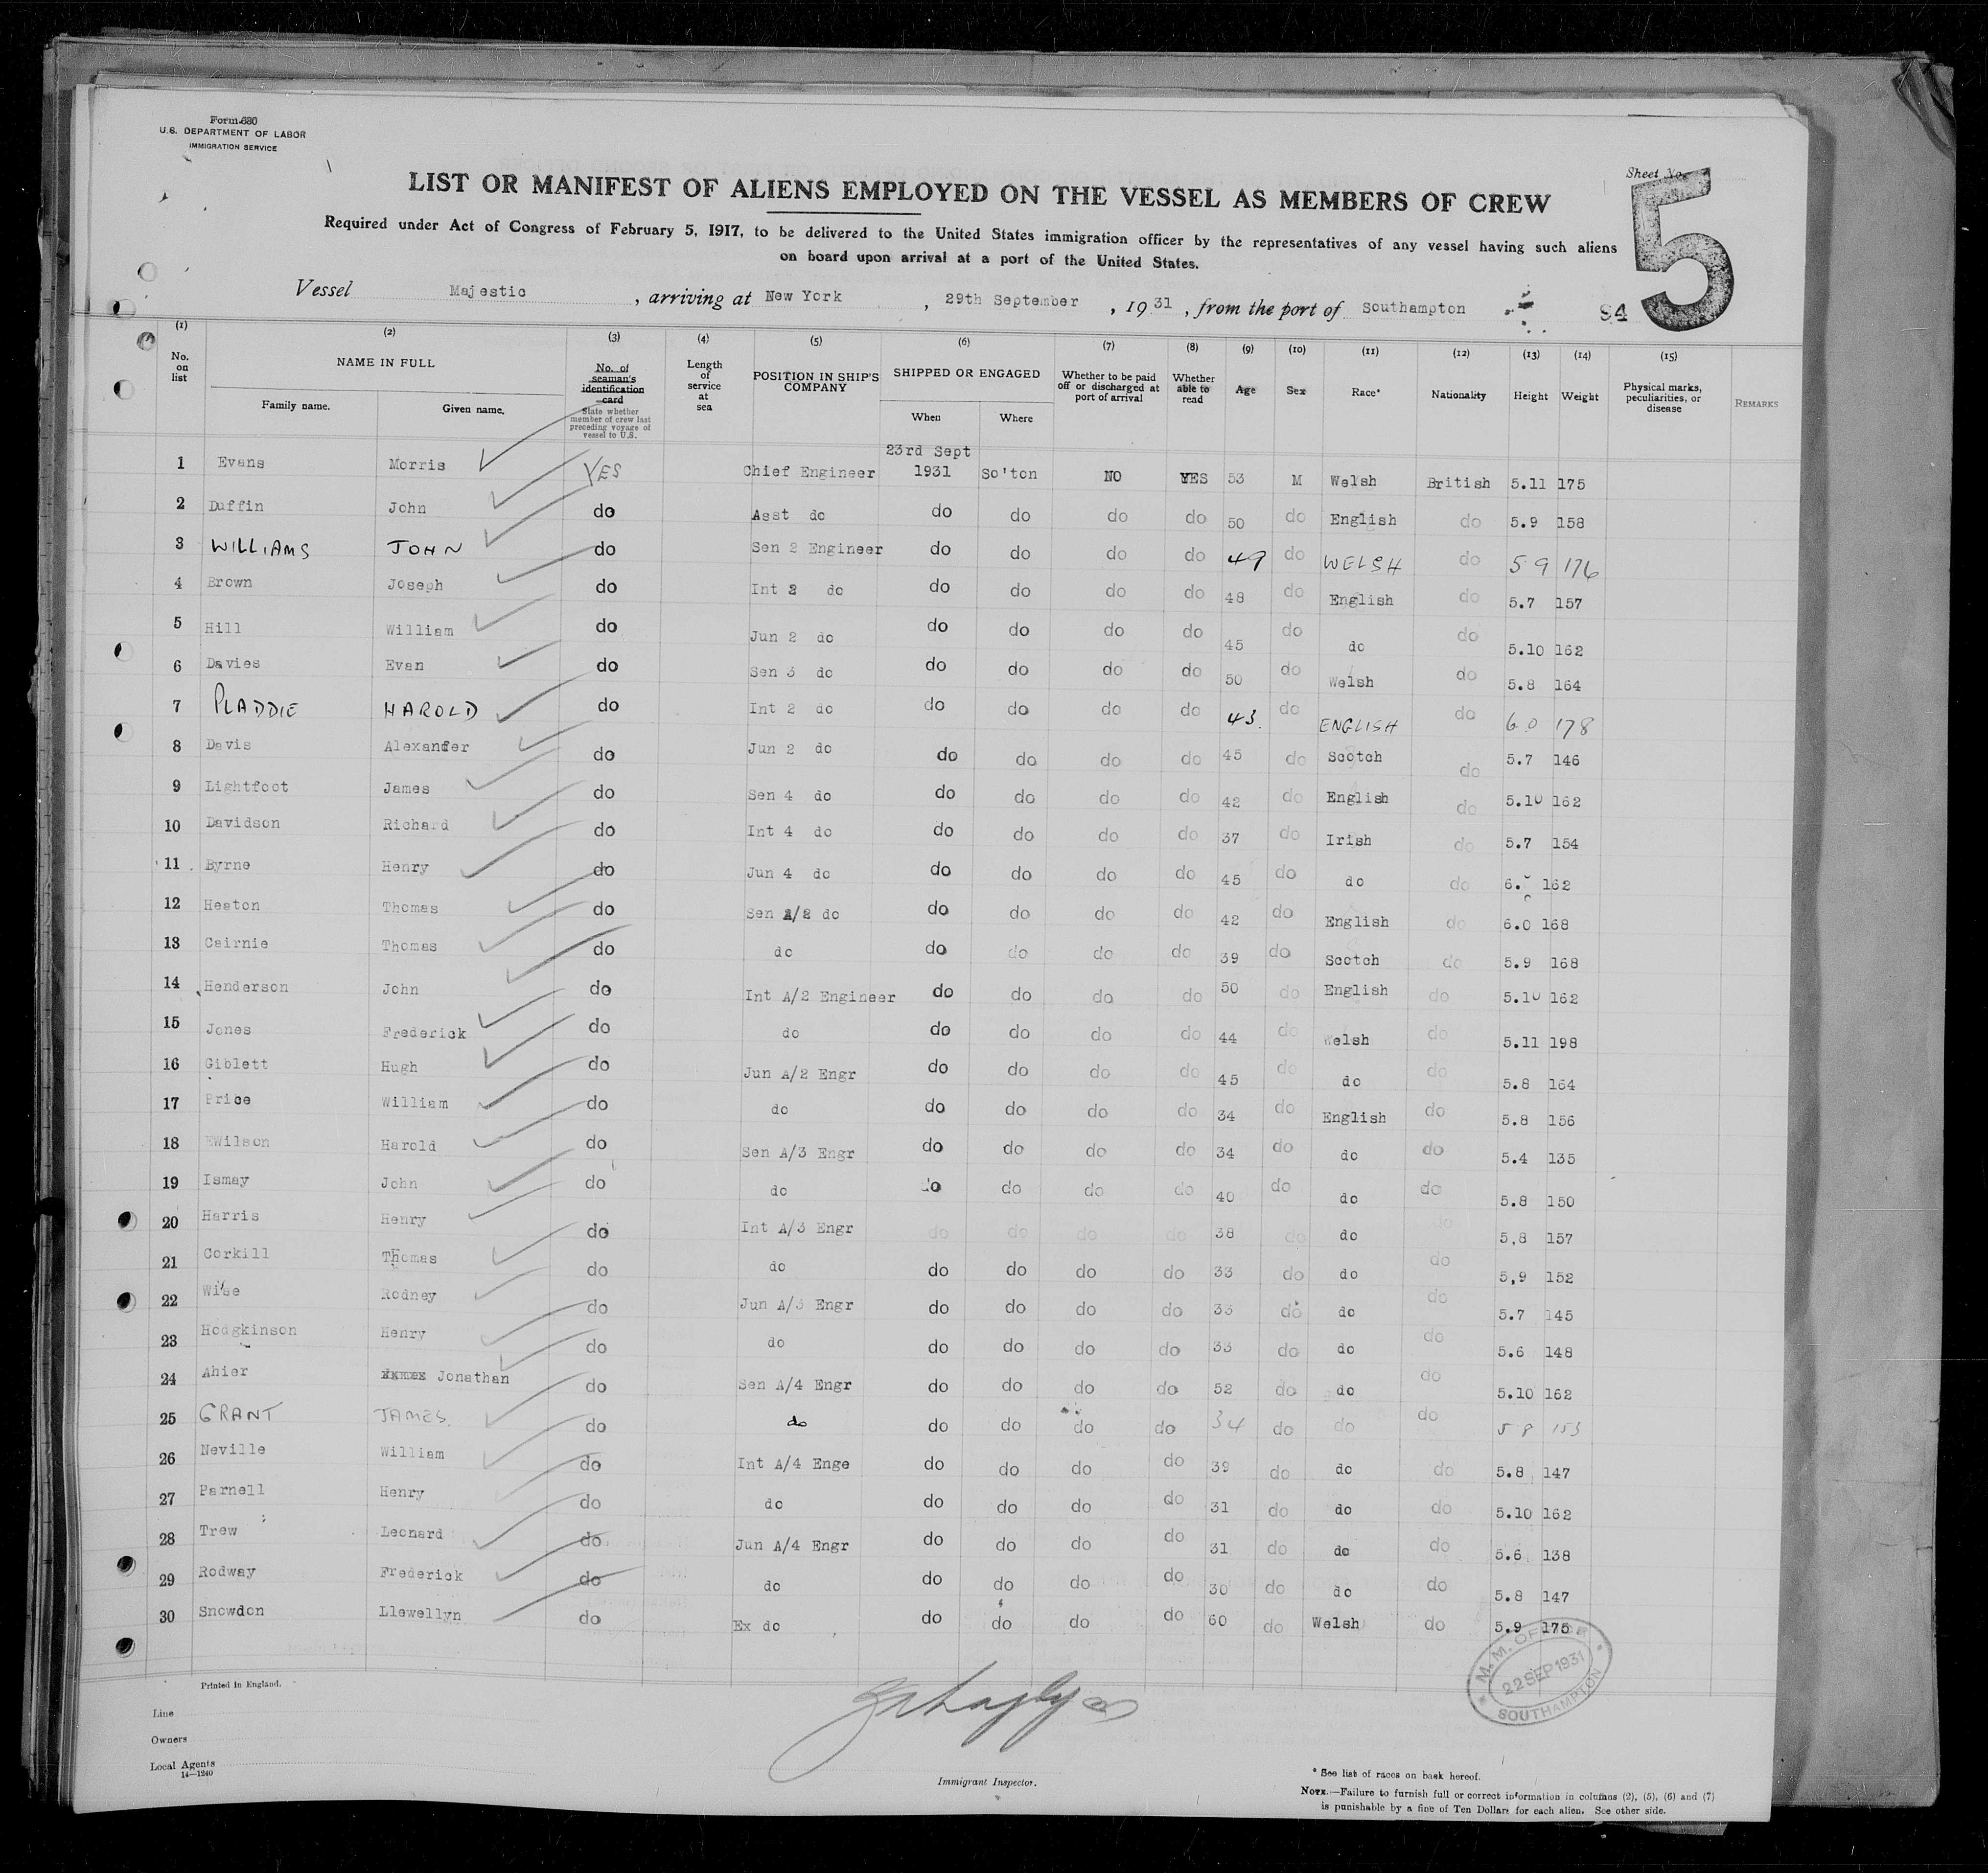 Form 680
U.S. DEPARTMENT OF LABOR
IMMIGRATION SERVICE
Sheet No.
5
LIST OR MANIFEST OF ALIENS EMPLOYED ON THE VESSEL AS MEMBERS OF CREW
Required under Act of Congress of February 5, 1917, to be delivered to the United States immigration officer by the representatives of any vessel having such aliens
on board upon arrival at a port of the United States.
Vessel Majestic, arriving at New York, 29th September, 1931, from the port of Southampton 94
(1) (2) (3) (4) (5) (6) (7) (8) (9) (10) (11) (12) (13) (14) (15)
No. on list NAME IN FULL Family name. Given name. No. of seaman's identification card State whether member of crew last preceding voyage of vessel to U.S. Length of service at sea POSITION IN SHIP'S COMPANY SHIPPED OR ENGAGED When Where Whether to be paid off or discharged at port of arrival Whether able to read Age Sex Race* Nationality Height Weight Physical marks, peculiarities, or disease REMARKS
1 Evans Morris YES Chief Engineer 23rd Sept 1931 So'ton NO YES 53 M Welsh British 5.11 175
2 Duffin John do Asst do do do do do 50 do English do 5.9 158
3 WILLIAMS JOHN do Sen 2 Engineer do do do do 49 do WELSH do 5 9 176
4 Brown Joseph do Int 2 do do do do do 48 do English do 5.7 157
5 Hill William do Jun 2 do do do do do 45 do do do 5.10 162
6 Davies Evan do Sen 3 do do do do do 50 do Welsh do 5.8 164
7 PLADDIE HAROLD do Int 2 do do do do do 43. do ENGLISH do 6 0 178
8 Davis Alexander do Jun 2 do do do do do 45 do Scotch do 5.7 146
9 Lightfoot James do Sen 4 do do do do do 42 do English do 5.10 162
10 Davidson Richard do Int 4 do do do do do 37 do Irish do 5.7 154
11 Byrne Henry do Jun 4 do do do do do 45 do do do 6. 162
12 Heaton Thomas do Sen A/2 do do do do do 42 do English do 6.0 168
13 Cairnie Thomas do do do do do do 39 do Scotch do 5.9 168
14 Henderson John do Int A/2 Engineer do do do do 50 do English do 5.10 162
15 Jones Frederick do do do do do do 44 do Welsh do 5.11 198
16 Giblett Hugh do Jun A/2 Engr do do do do 45 do do do 5.8 164
17 Price William do do do do do do 34 do English do 5.8 156
18 Wilson Harold do Sen A/3 Engr do do do do 34 do do do 5.4 135
19 Ismay John do do do do do do 40 do do do 5.8 150
20 Harris Henry do Int A/3 Engr do do do do 38 do do do 5,8 157
21 Corkill Thomas do do do do do do 33 do do do 5,9 152
22 Wise Rodney do Jun A/3 Engr do do do do 33 do do do 5.7 145
23 Hodgkinson Henry do do do do do do 33 do do do 5.6 148
24 Ahier Jonathan do Sen A/4 Engr do do do do 52 do do do 5.10 162
25 GRANT JAMES. do do do do do do 34 do do do 5 8 153
26 Neville William do Int A/4 Enge do do do do 39 do do do 5.8 147
27 Parnell Henry do do do do do do 31 do do do 5.10 162
28 Trew Leonard do Jun A/4 Engr do do do do 31 do do do 5.6 138
29 Rodway Frederick do do do do do do 30 do do do 5.8 147
30 Snowdon Llewellyn do Ex do do do do do 60 do Welsh do 5.9 175
M.M. OFFICE
22 SEP 1931
SOUTHAMPTON
Printed in England.
Line
Owners
Local Agents
14—1240
Immigrant Inspector.
* See list of races on back hereof.
NOTE.—Failure to furnish full or correct information in columns (2), (5), (6) and (7)
is punishable by a fine of Ten Dollars for each alien. See other side.